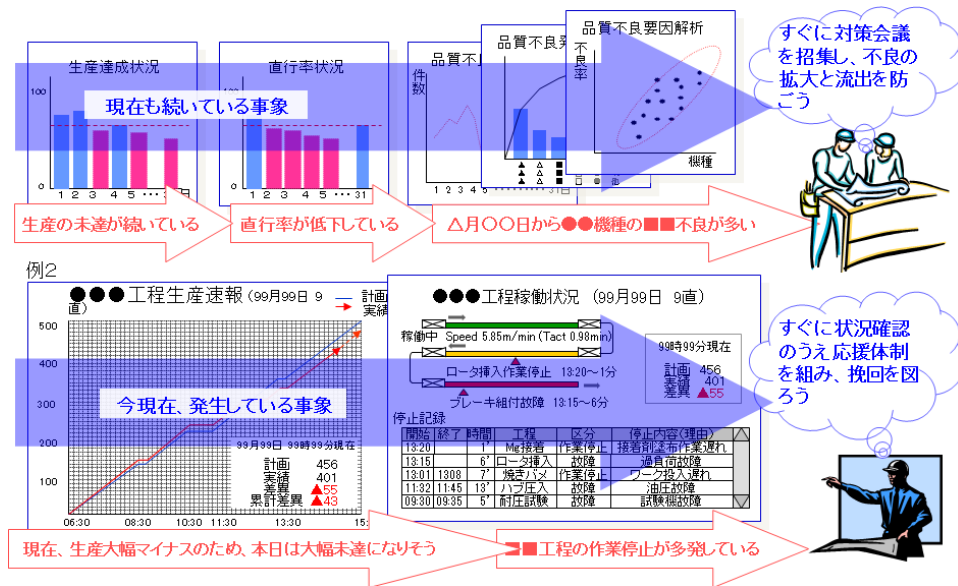 生産達成状況
100
0
1 2 3 4 5 ‥ 31日
直行率状況
0
1 2 3 4 5 ‥‥ 31
品質不
件数
1 2 3 4 5
品質不良発
品質不良要因解析
不良率
機種
現在も続いている事象
すぐに対策会議
を招集し、不良の
拡大と流出を防
ごう
生産の未達が続いている
直行率が低下している
△月〇〇日から●●機種の■■不良が多い
例2
●●●工程生産速報(99月99日 9
直)
計画
実績
500
400
300
200
100
06:30 08:30 10:30 11:30 13:30 15:
99月99日 99時99分現在
計画 456
実績 401
差異 ▲55
累計差異 ▲43
今現在、発生している事象
●●●工程稼働状況 (99月99日 9直)
稼働中 Speed 5.85m/min (Tact 0.98min)
ロータ挿入作業停止 13:20～1分
ブレーキ組付故障 13:15～6分
99時99分現在
計画 456
実績 401
差異 ▲55
停止記録
開始 終了 時間 工程 区分 停止内容(理由)
13:20 1' Mg接着 作業停止 接着剤塗布作業遅れ
13:15 6' ロータ挿入 故障 過負荷故障
13:01 1308 7' 焼きバメ 作業停止 ワーク投入遅れ
11:32 11:45 13' ハブ圧入 故障 油圧故障
09:30 09:35 5' 耐圧試験 故障 試験機故障
すぐに状況確認
のうえ応援体制
を組み、挽回を図
ろう
現在、生産大幅マイナスのため、本日は大幅未達になりそう
■■工程の作業停止が多発している